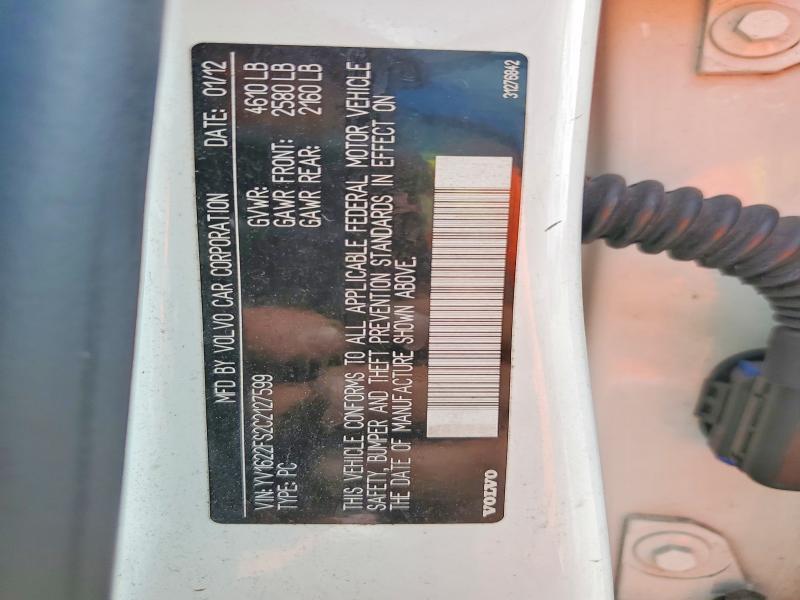 MFD BY VOLVO CAR CORPORATION DATE: 01/12
VIN: YV1622FS2C2127599 GVWR: 4610 LB
TYPE: PC GAWR FRONT: 2580 LB
GAWR REAR: 2160 LB
THIS VEHICLE CONFORMS TO ALL APPLICABLE FEDERAL MOTOR VEHICLE
SAFETY, BUMPER AND THEFT PREVENTION STANDARDS IN EFFECT ON
THE DATE OF MANUFACTURE SHOWN ABOVE.
VOLVO 31276942